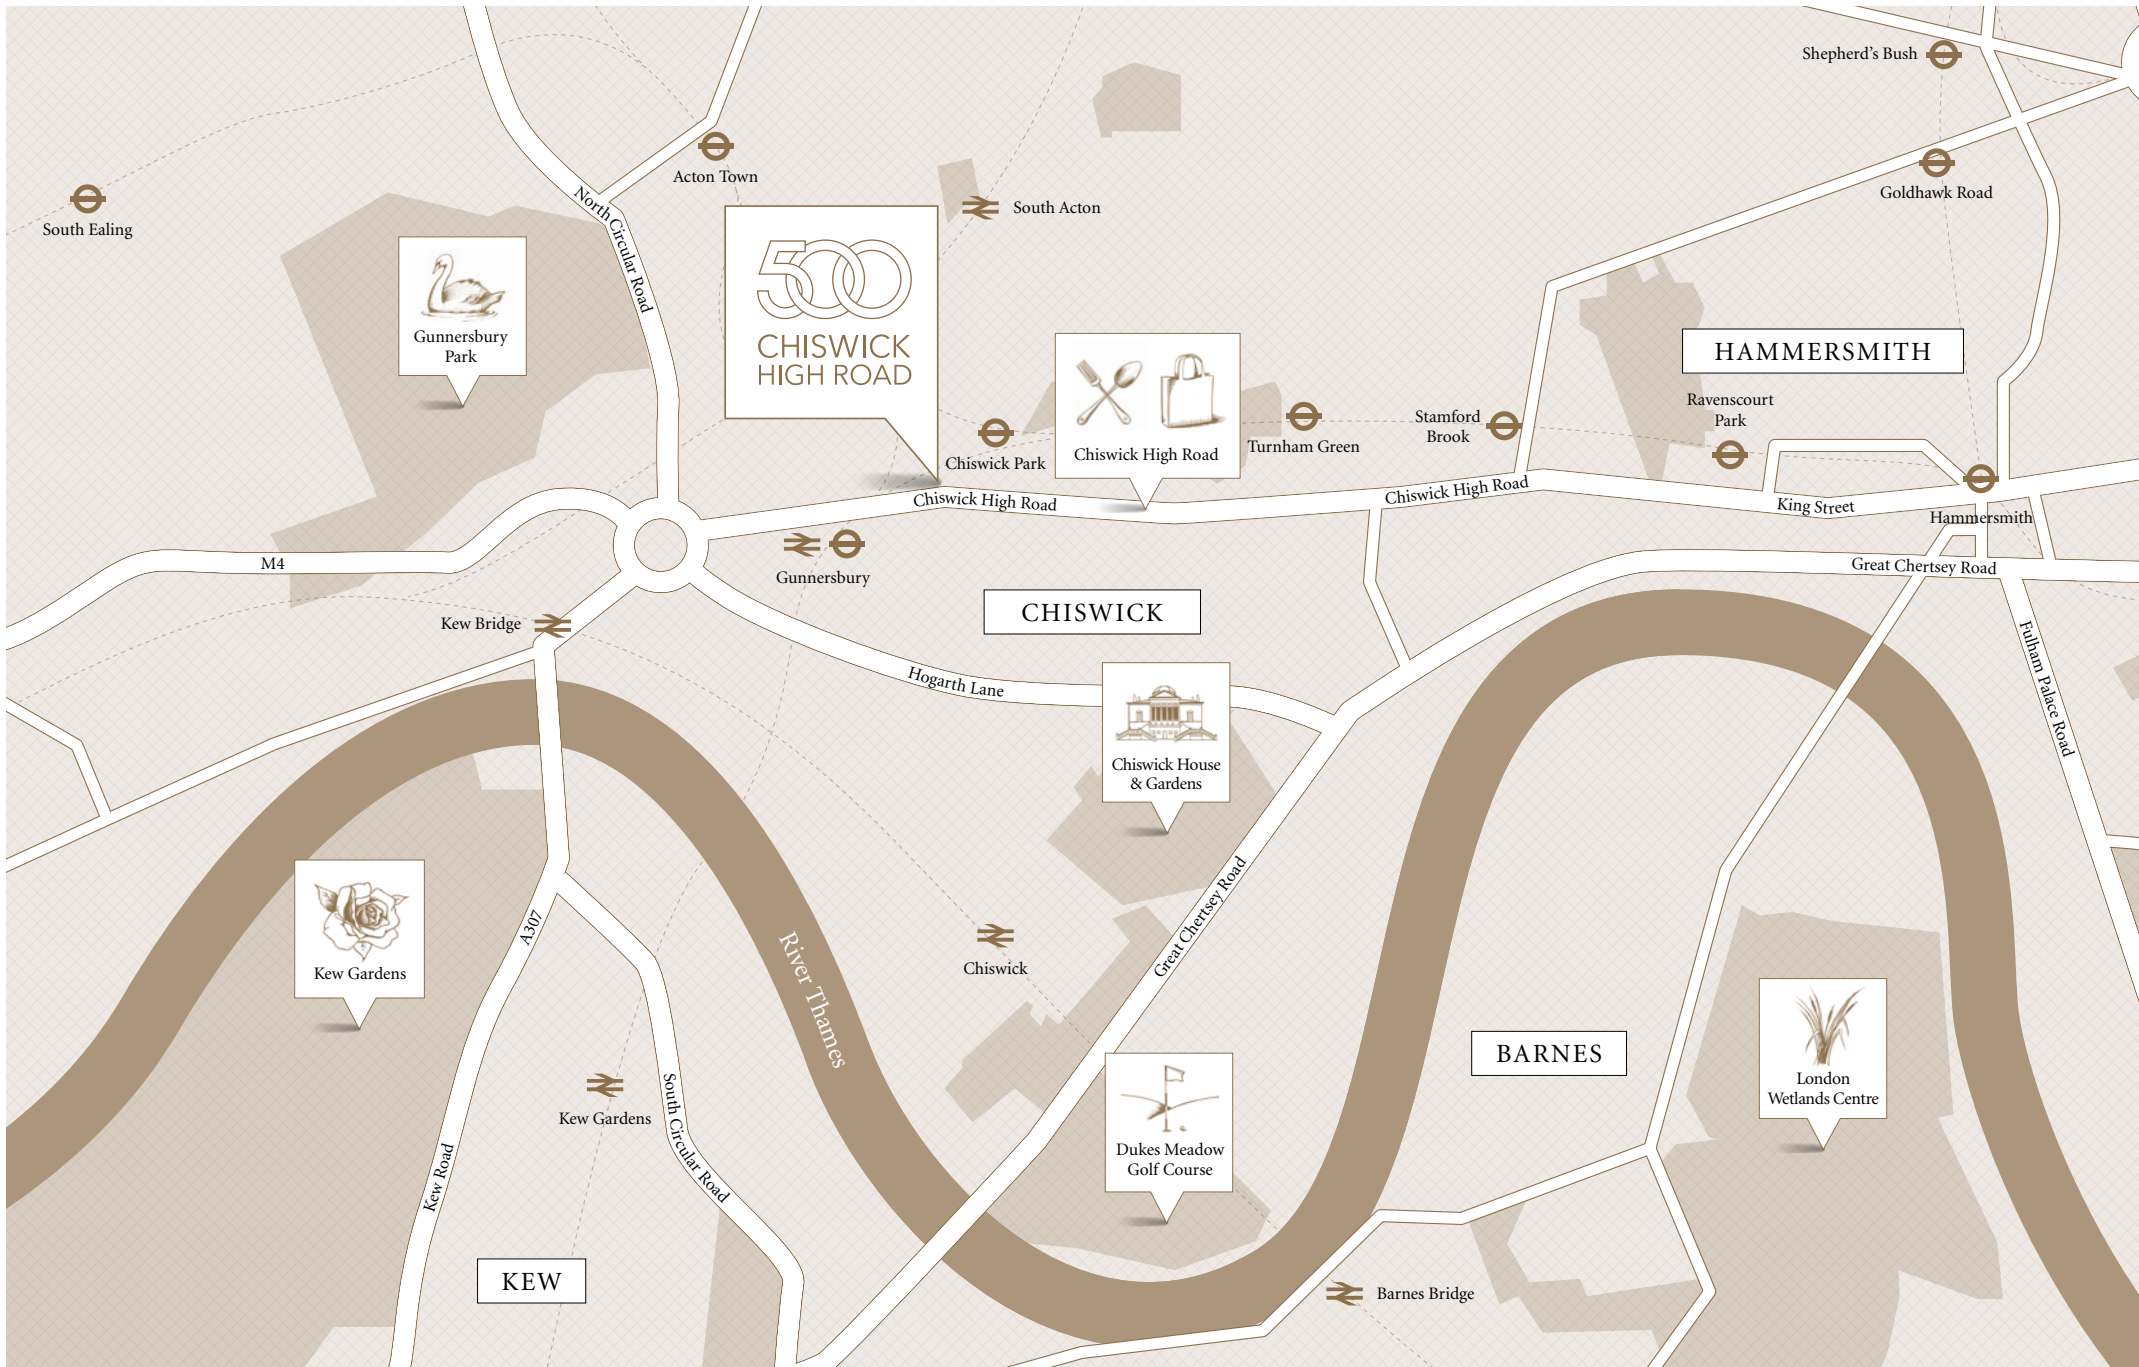 Shepherd's Bush
Acton Town
Goldhawk Road
South Ealing
South Acton
North Circular Road
Gunnersbury
Park
500
CHISWICK
HIGH ROAD
HAMMERSMITH
Ravenscourt
Park
Stamford
Brook
Turnham Green
Chiswick High Road
Chiswick Park
Chiswick High Road
Chiswick High Road
King Street
Hammersmith
M4
Gunnersbury
Great Chertsey Road
Kew Bridge
CHISWICK
Fulham Palace Road
Hogarth Lane
Chiswick House
& Gardens
Great Chertsey Road
A307
Kew Gardens
River Thames
Chiswick
BARNES
London
Wetlands Centre
Kew Gardens
South Circular Road
Dukes Meadow
Golf Course
Kew Road
KEW
Barnes Bridge